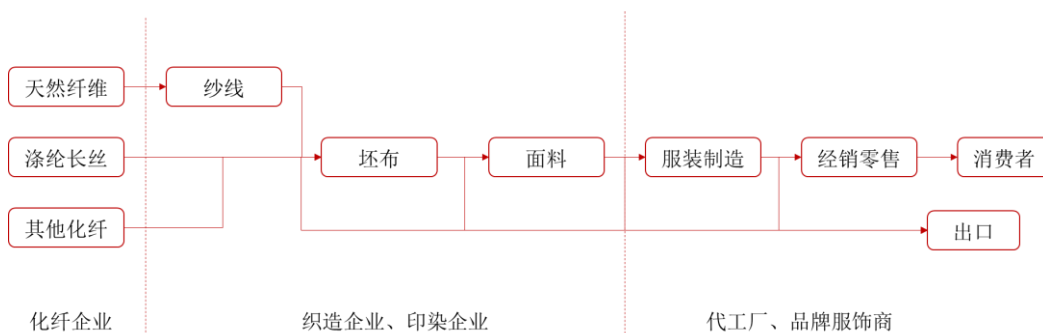 天然纤维
纱线
涤纶长丝
坯布
面料
服装制造
经销零售
消费者
其他化纤
出口
化纤企业
织造企业、印染企业
代工厂、品牌服饰商